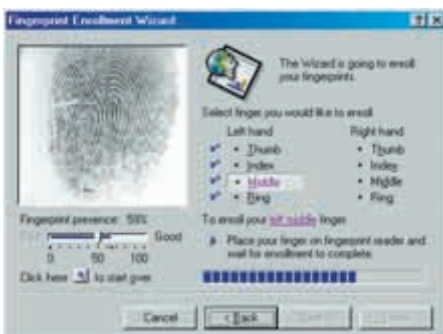 Fingerprint Enrollment Wizard
The Wizard is going to enroll
your fingerprints.
Select finger you would like to enroll
Left hand Right hand
Thumb Thumb
Index Index
Middle Middle
Ring Ring
Fingerprint presence: 59%
Good
0 50 100
Click here to start over
To enroll your left middle finger
Place your finger on fingerprint reader and
wait for enrollment to complete.
Cancel < Back